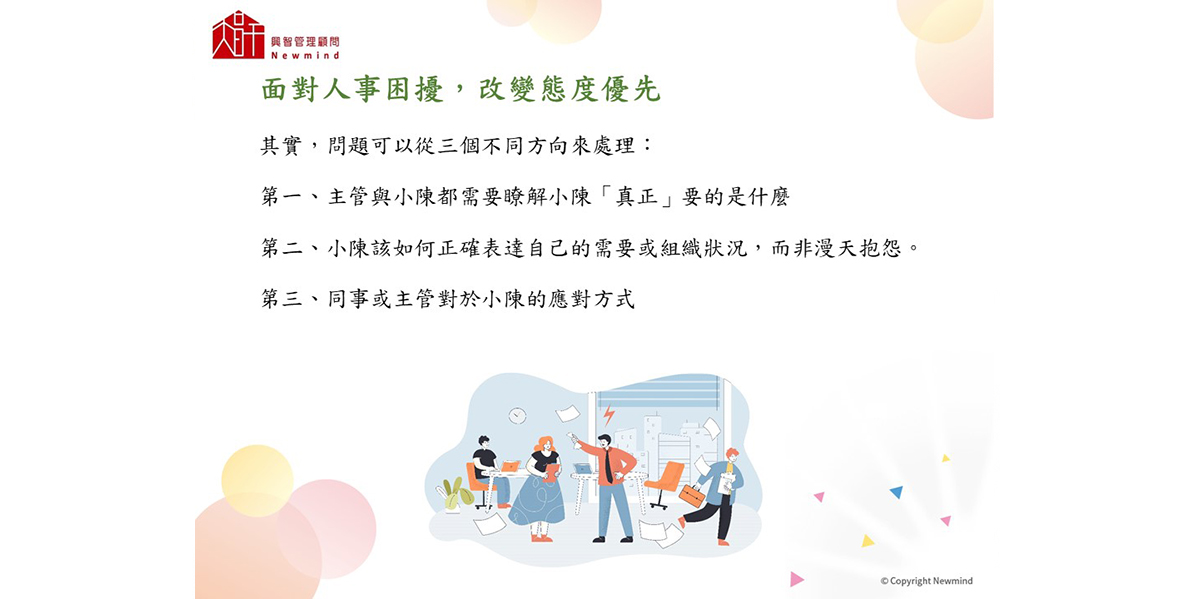 興智管理顧問
Newmind
面對人事困擾，改變態度優先
其實，問題可以從三個不同方向來處理：
第一、主管與小陳都需要瞭解小陳「真正」要的是什麼
第二、小陳該如何正確表達自己的需要或組織狀況，而非漫天抱怨。
第三、同事或主管對於小陳的應對方式
© Copyright Newmind